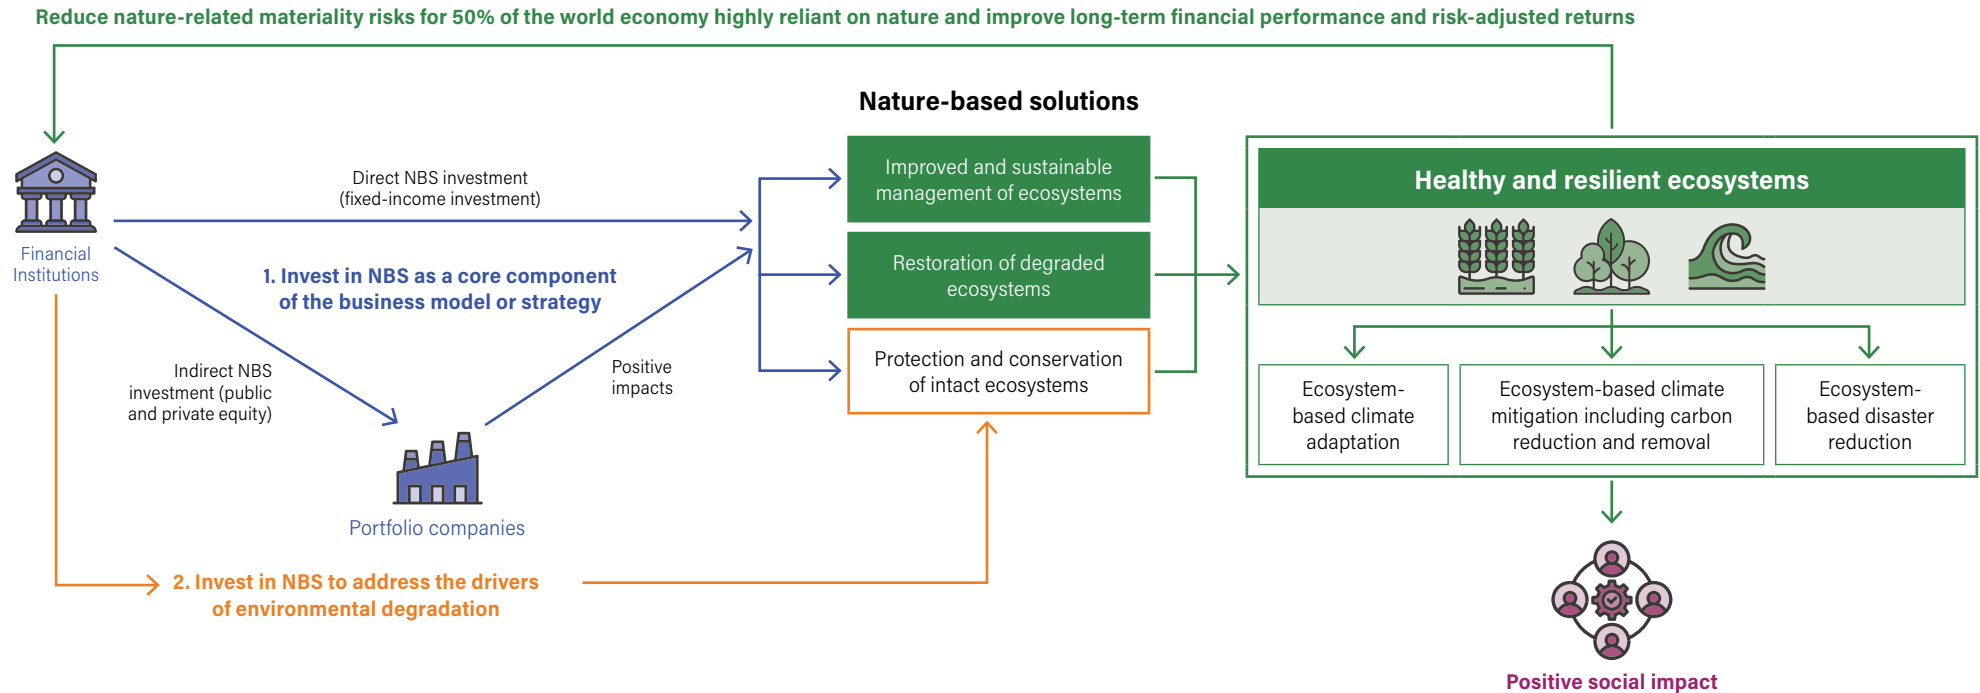 Reduce nature-related materiality risks for 50% of the world economy highly reliant on nature and improve long-term financial performance and risk-adjusted returns
Financial
Institutions
Direct NBS investment
(fixed-income investment)
1. Invest in NBS as a core component
of the business model or strategy
Indirect NBS
investment (public
and private equity)
Positive
impacts
Portfolio companies
2. Invest in NBS to address the drivers
of environmental degradation
Nature-based solutions
Improved and sustainable
management of ecosystems
Restoration of degraded
ecosystems
Protection and conservation
of intact ecosystems
Healthy and resilient ecosystems
Ecosystem-
based climate
adaptation
Ecosystem-based climate
mitigation including carbon
reduction and removal
Ecosystem-
based disaster
reduction
Positive social impact